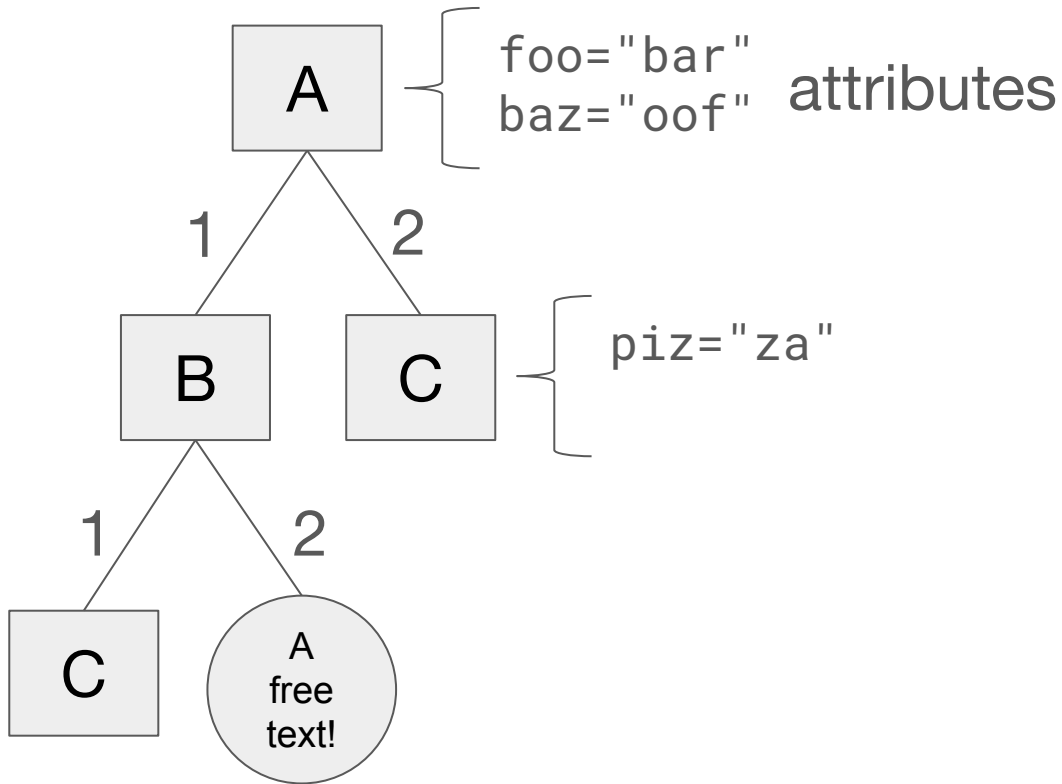 A
foo="bar"
baz="oof"
attributes
1
2
B
C
piz="za"
1
2
C
A
free
text!